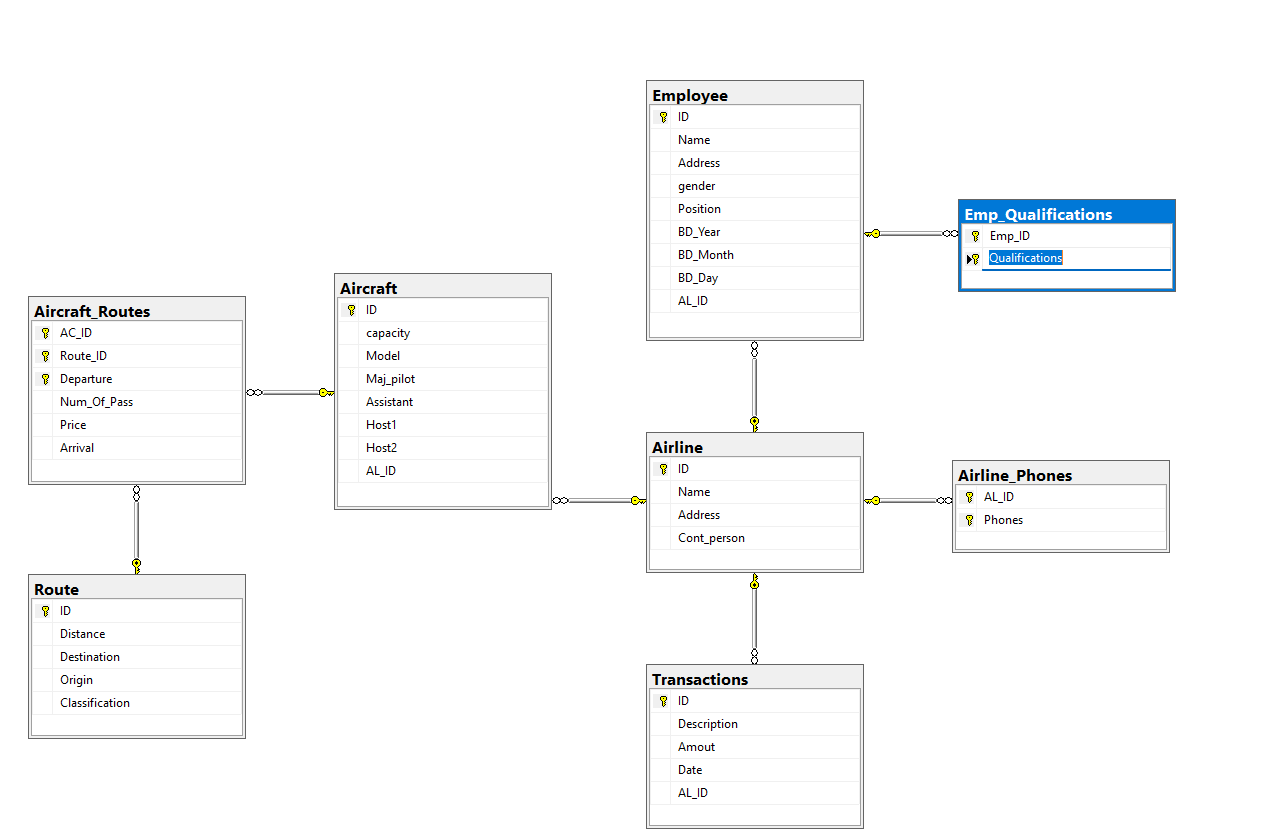 Employee
ID
Name
Address
gender
Position
BD_Year
BD_Month
BD_Day
AL_ID
Emp_Qualifications
Emp_ID
Qualifications
Aircraft
ID
capacity
Model
Maj_pilot
Assistant
Host1
Host2
AL_ID
Aircraft_Routes
AC_ID
Route_ID
Departure
Num_Of_Pass
Price
Arrival
Airline
ID
Name
Address
Cont_person
Airline_Phones
AL_ID
Phones
Route
ID
Distance
Destination
Origin
Classification
Transactions
ID
Description
Amout
Date
AL_ID